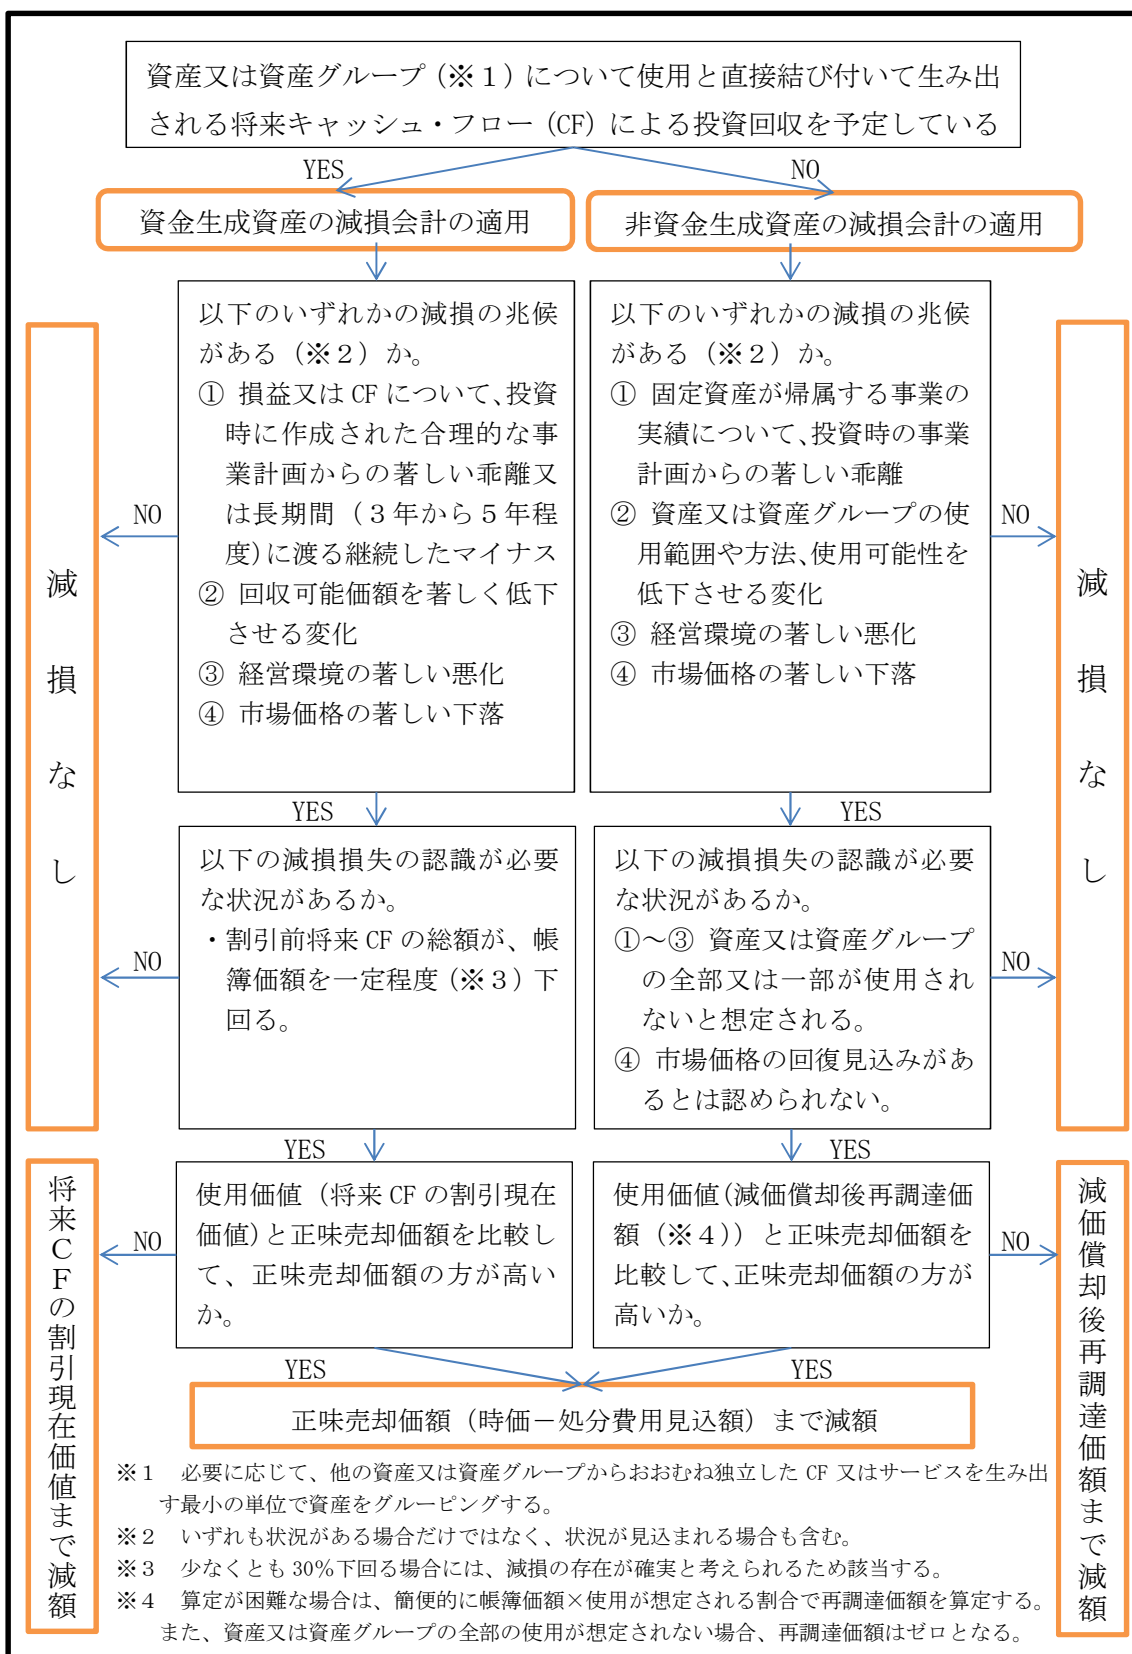 資産又は資産グループ(※1)について使用と直接結び付いて生み出
される将来キャッシュ・フロー(CF)による投資回収を予定している
YES
NO
資金生成資産の減損会計の適用
非資金生成資産の減損会計の適用
以下のいずれかの減損の兆候
がある(※2)か。
① 損益又はCFについて、投資
時に作成された合理的な事
業計画からの著しい乖離又
は長期間(3年から5年程
度)に渡る継続したマイナス
② 回収可能価額を著しく低下
させる変化
③ 経営環境の著しい悪化
④ 市場価格の著しい下落
以下のいずれかの減損の兆候
がある(※2)か。
① 固定資産が帰属する事業の
実績について、投資時の事業
計画からの著しい乖離
② 資産又は資産グループの使
用範囲や方法、使用可能性を
低下させる変化
③ 経営環境の著しい悪化
④ 市場価格の著しい下落
NO
NO
減損なし
減損なし
YES
YES
以下の減損損失の認識が必要
な状況があるか。
・割引前将来CFの総額が、帳
簿価額を一定程度(※3)下
回る。
以下の減損損失の認識が必要
な状況があるか。
①~③ 資産又は資産グループ
の全部又は一部が使用され
ないと想定される。
④ 市場価格の回復見込みがあ
るとは認められない。
NO
NO
YES
YES
使用価値(将来CFの割引現在
価値)と正味売却価額を比較し
て、正味売却価額の方が高い
か。
使用価値(減価償却後再調達価
額(※4))と正味売却価額を
比較して、正味売却価額の方が
高いか。
NO
NO
将来CFの割引現在価値まで減額
減価償却後再調達価額まで減額
YES
YES
正味売却価額(時価-処分費用見込額)まで減額
※1 必要に応じて、他の資産又は資産グループからおおむね独立したCF又はサービスを生み出
す最小の単位で資産をグルーピングする。
※2 いずれも状況がある場合だけではなく、状況が見込まれる場合も含む。
※3 少なくとも30%下回る場合には、減損の存在が確実と考えられるため該当する。
※4 算定が困難な場合は、簡便的に帳簿価額×使用が想定される割合で再調達価額を算定する。
また、資産又は資産グループの全部の使用が想定されない場合、再調達価額はゼロとなる。